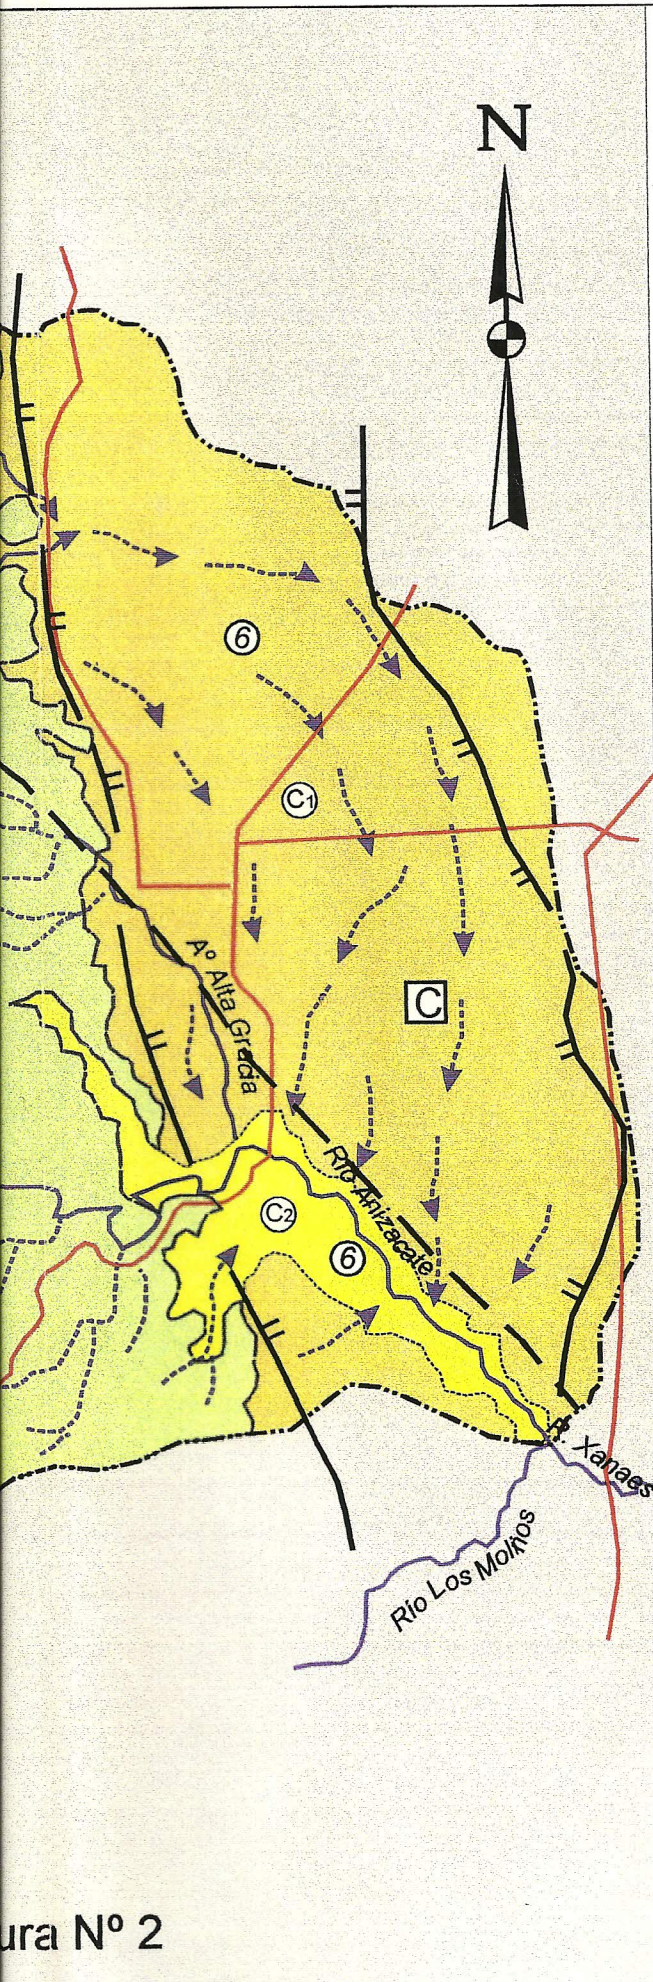 N
6
C1
Aº Alta Gracia
C
Río Anizacate
C2
6
R. Xanaes
Río Los Molinos
ura Nº 2